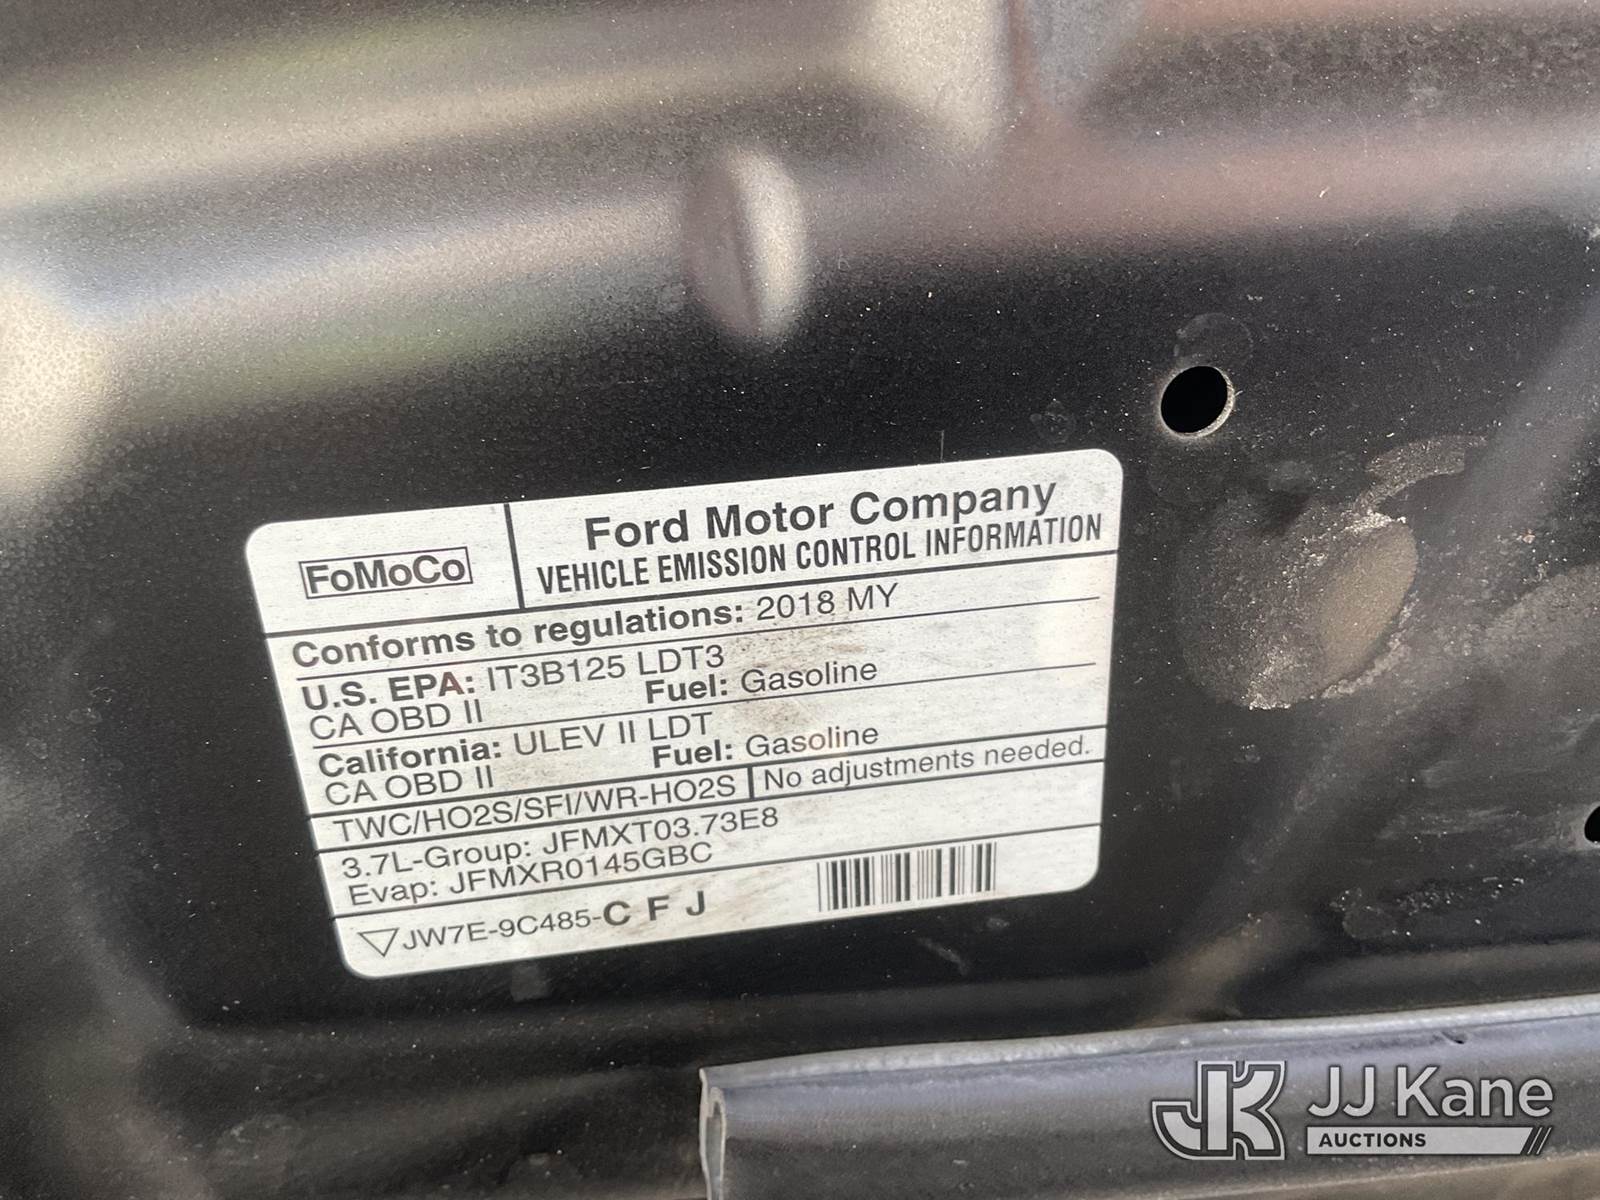 FoMoCo
Ford Motor Company
VEHICLE EMISSION CONTROL INFORMATION
Conforms to regulations: 2018 MY
U.S. EPA: IT3B125 LDT3
CA OBD II Fuel: Gasoline
California: ULEV II LDT
CA OBD II Fuel: Gasoline
TWC/HO2S/SFI/WR-HO2S No adjustments needed.
3.7L-Group: JFMXT03.73E8
Evap: JFMXR0145GBC
JW7E-9C485-C F J
JK JJ Kane
AUCTIONS